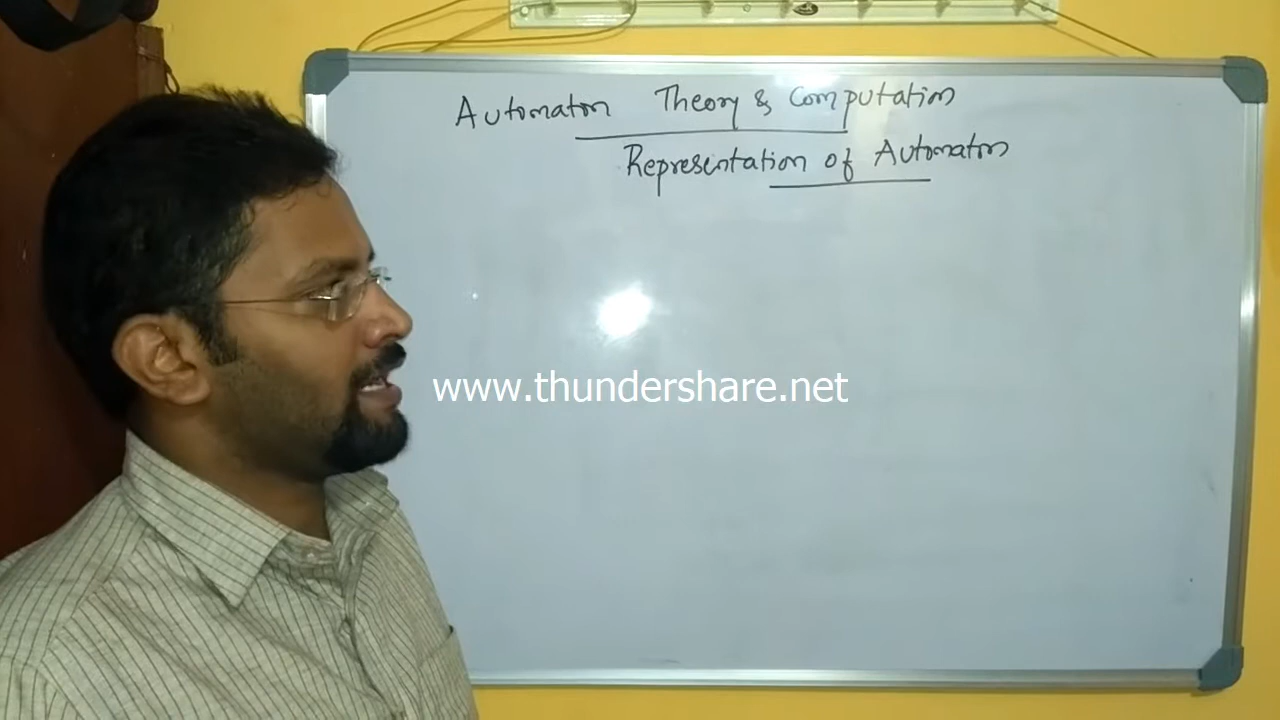 Automaton Theory & Computation
Representation of Automaton
www.thundershare.net